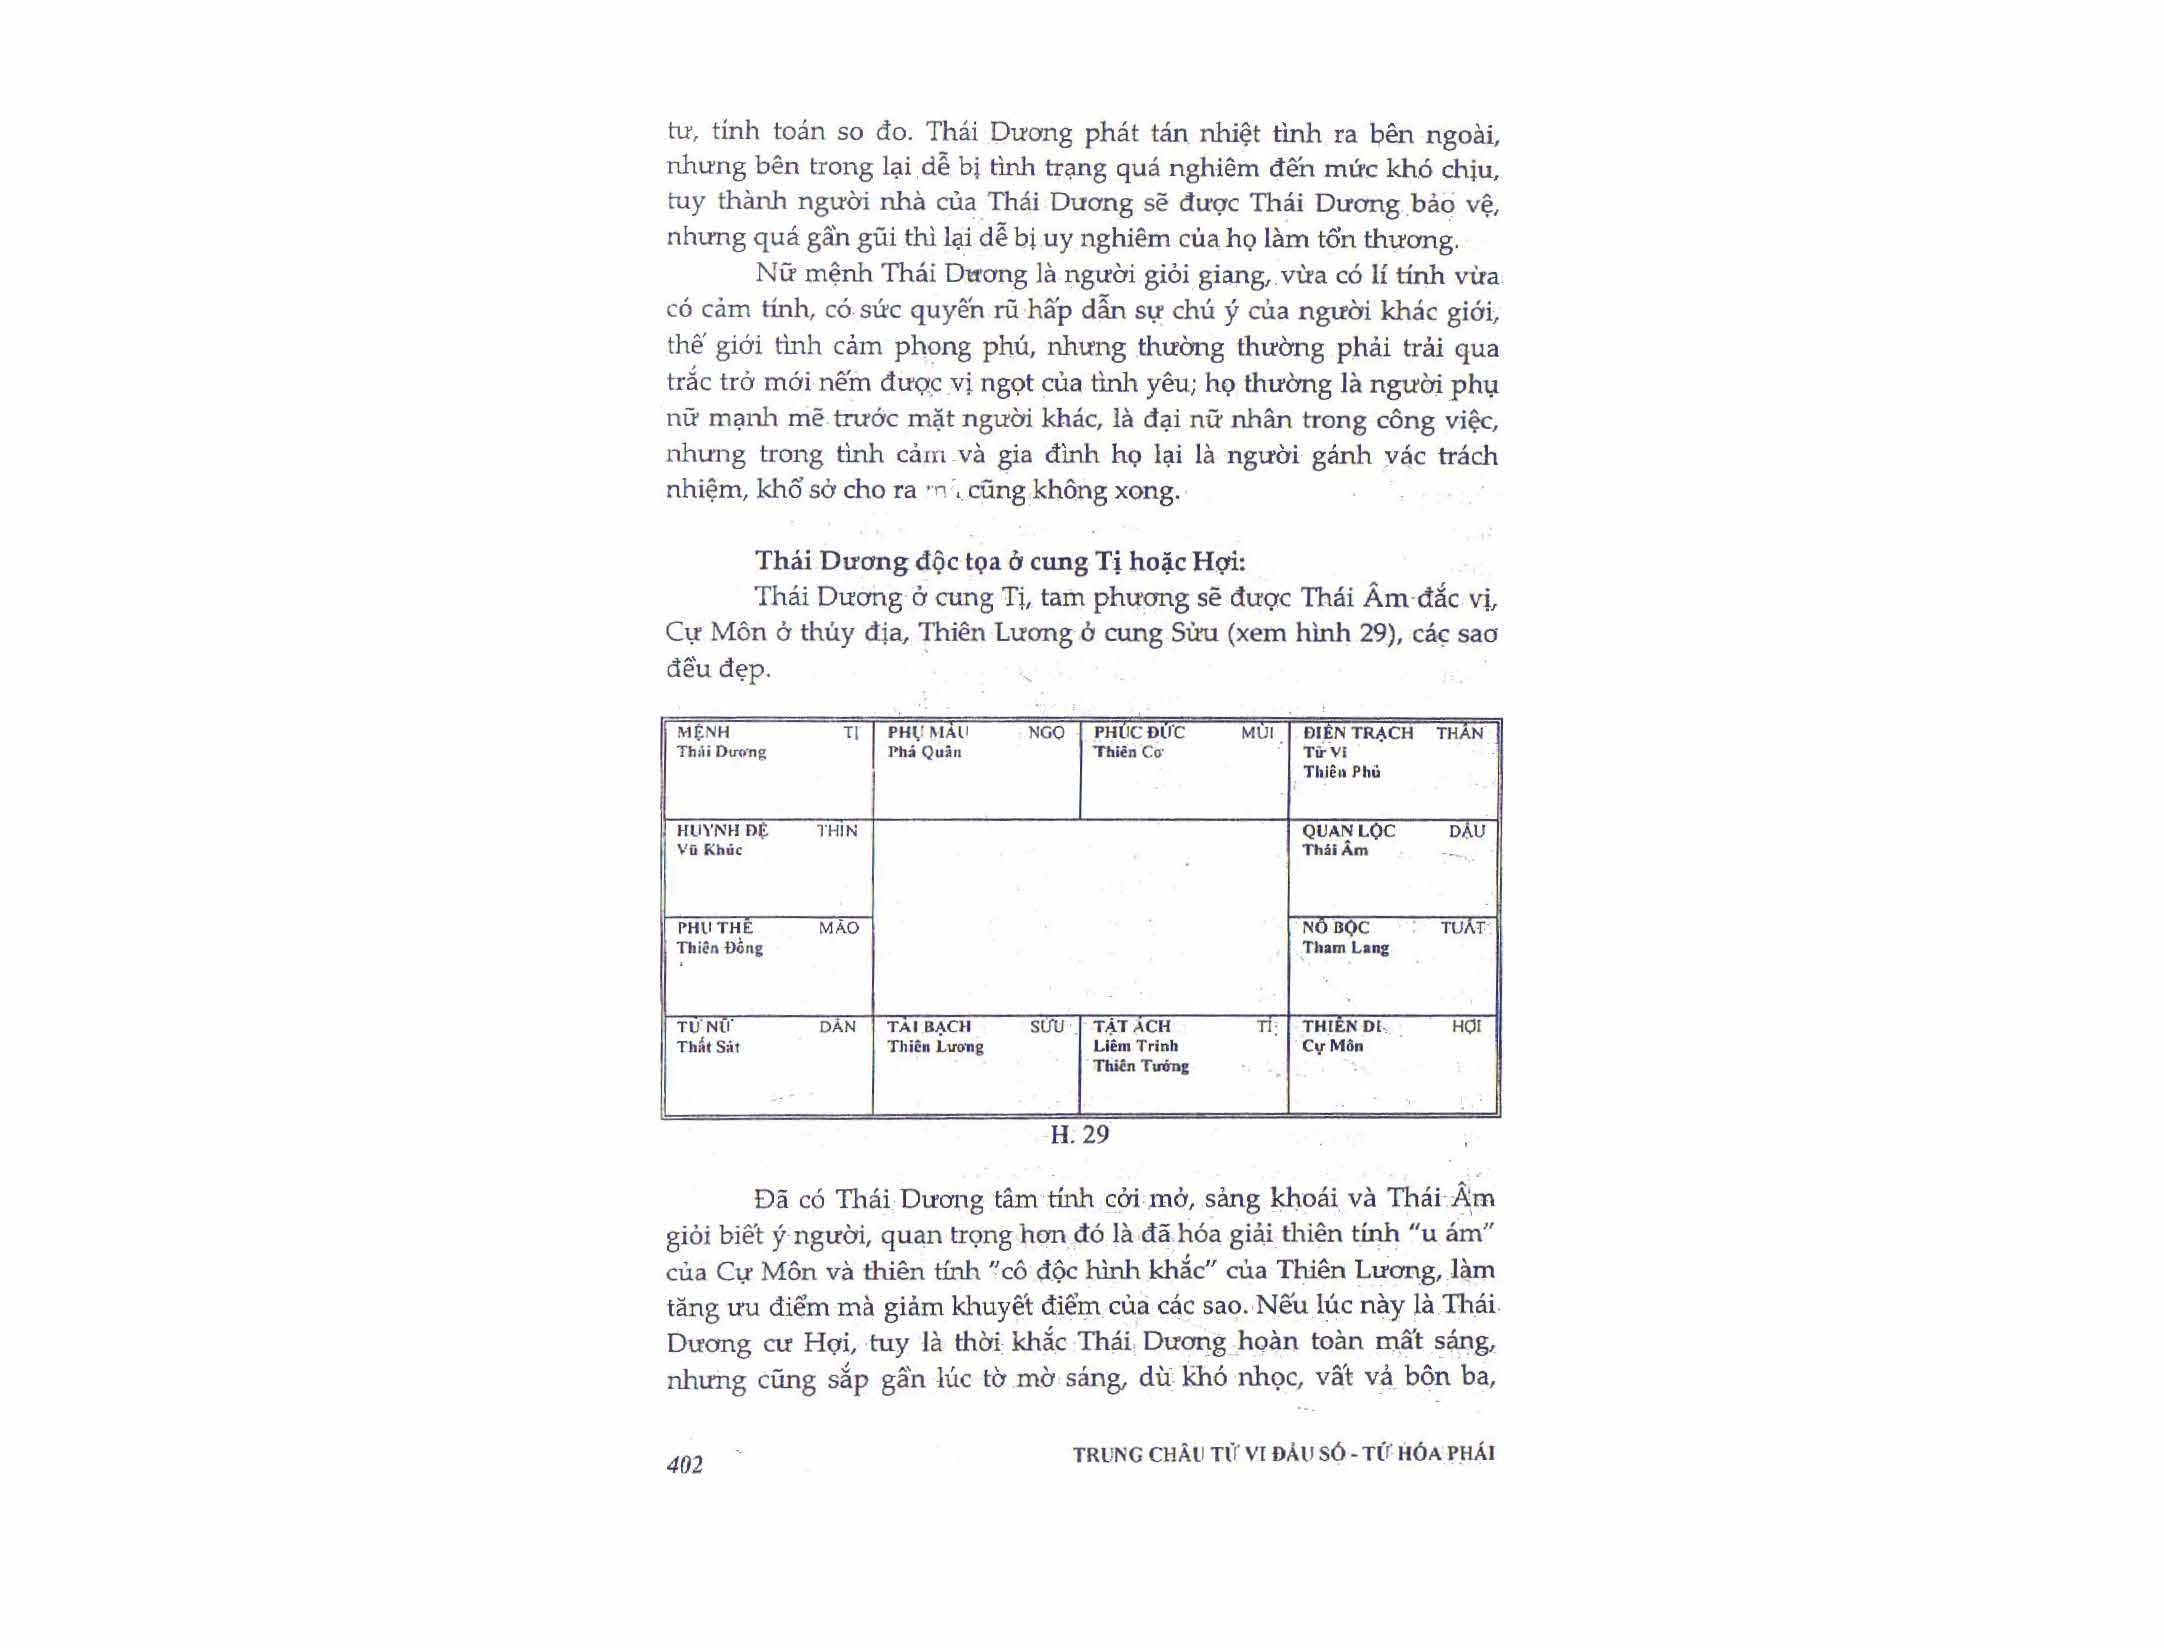 tư, tính toán so đo. Thái Dương phát tán nhiệt tình ra bên ngoài,
nhưng bên trong lại dễ bị tình trạng quá nghiêm đến mức khó chịu,
tuy thành người nhà của Thái Dương sẽ được Thái Dương bảo vệ,
nhưng quá gần gũi thì lại dễ bị uy nghiêm của họ làm tổn thương.
Nữ mệnh Thái Dương là người giỏi giang, vừa có lí tính vừa
có cảm tính, có sức quyến rũ hấp dẫn sự chú ý của người khác giới,
thế giới tình cảm phong phú, nhưng thường thường phải trải qua
trắc trở mới nếm được vị ngọt của tình yêu; họ thường là người phụ
nữ mạnh mẽ trước mặt người khác, là đại nữ nhân trong công việc,
nhưng trong tình cảm và gia đình họ lại là người gánh vác trách
nhiệm, khổ sở cho ra cũng không xong.
Thái Dương độc tọa ở cung Tị hoặc Hợi:
Thái Dương ở cung Tị, tam phương sẽ được Thái Âm đắc vị,
Cự Môn ở thủy địa, Thiên Lương ở cung Sửu (xem hình 29), các sao
đều đẹp.
MỆNH TỊ PHỤ MẪU NGỌ PHÚC ĐỨC MÙI ĐIỀN TRẠCH THÂN
Thái Dương Phá Quân Thiên Cơ Tử Vi
Thiên Phủ
HUYNH ĐỆ THÌN QUAN LỘC DẬU
Vũ Khúc Thái Âm
PHU THÊ MÃO NÔ BỘC TUẤT
Thiên Đồng Tham Lang
TỬ NỮ DẦN TÀI BẠCH SỬU TẬT ÁCH TÍ THIÊN DI HỢI
Thất Sát Thiên Lương Liêm Trinh Cự Môn
Thiên Tướng
H. 29
Đã có Thái Dương tâm tính cởi mở, sảng khoái và Thái Âm
giỏi biết ý người, quan trọng hơn đó là đã hóa giải thiên tính "u ám"
của Cự Môn và thiên tính "cô độc hình khắc" của Thiên Lương, làm
tăng ưu điểm mà giảm khuyết điểm của các sao. Nếu lúc này là Thái
Dương cư Hợi, tuy là thời khắc Thái Dương hoàn toàn mất sáng,
nhưng cũng sắp gần lúc tờ mờ sáng, dù khó nhọc, vất vả bôn ba,
402 TRUNG CHÂU TỬ VI ĐẨU SỐ - TỨ HÓA PHÁI